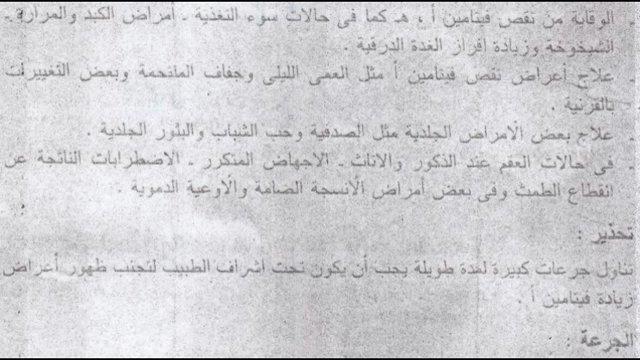 الوقاية من نقص فيتامين أ ، هـ كما فى حالات سوء التغذية ـ أمراض الكبد والمرارة ـ
الشيخوخة وزيادة افراز الغدة الدرقية .
علاج أعراض نقص فيتامين أ مثل العمى الليلى وجفاف الملتحمة وبعض التغييرات
بالقرنية .
علاج بعض الأمراض الجلدية مثل الصدفية وحب الشباب والبثور الجلدية .
فى حالات العقم عند الذكور والاناث ـ الاجهاض المتكرر ـ الاضطرابات الناتجة عن
انقطاع الطمث وفى بعض أمراض الأنسجة الضامة والأوعية الدموية .
تحذير :
تناول جرعات كبيرة لمدة طويلة يجب أن يكون تحت اشراف الطبيب لتجنب ظهور أعراض
زيادة فيتامين أ .
الجرعة :